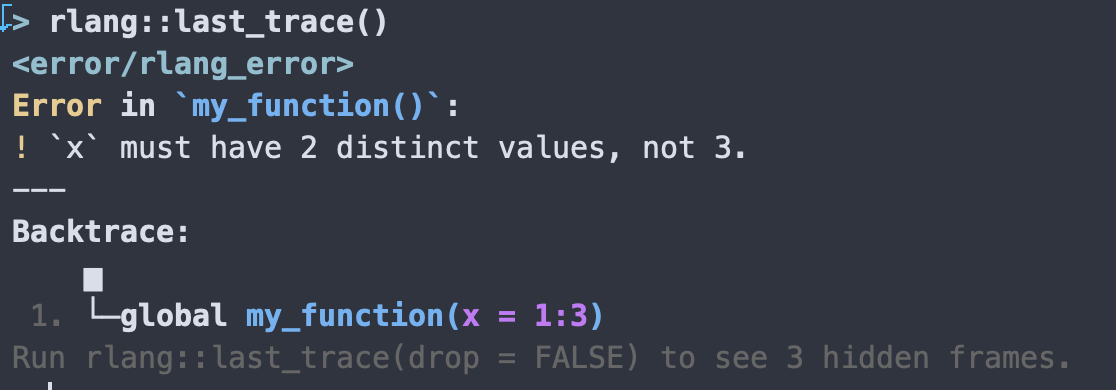 > rlang::last_trace()
<error/rlang_error>
Error in `my_function()`:
! `x` must have 2 distinct values, not 3.
---
Backtrace:
    ▆
 1. └─global my_function(x = 1:3)
Run rlang::last_trace(drop = FALSE) to see 3 hidden frames.